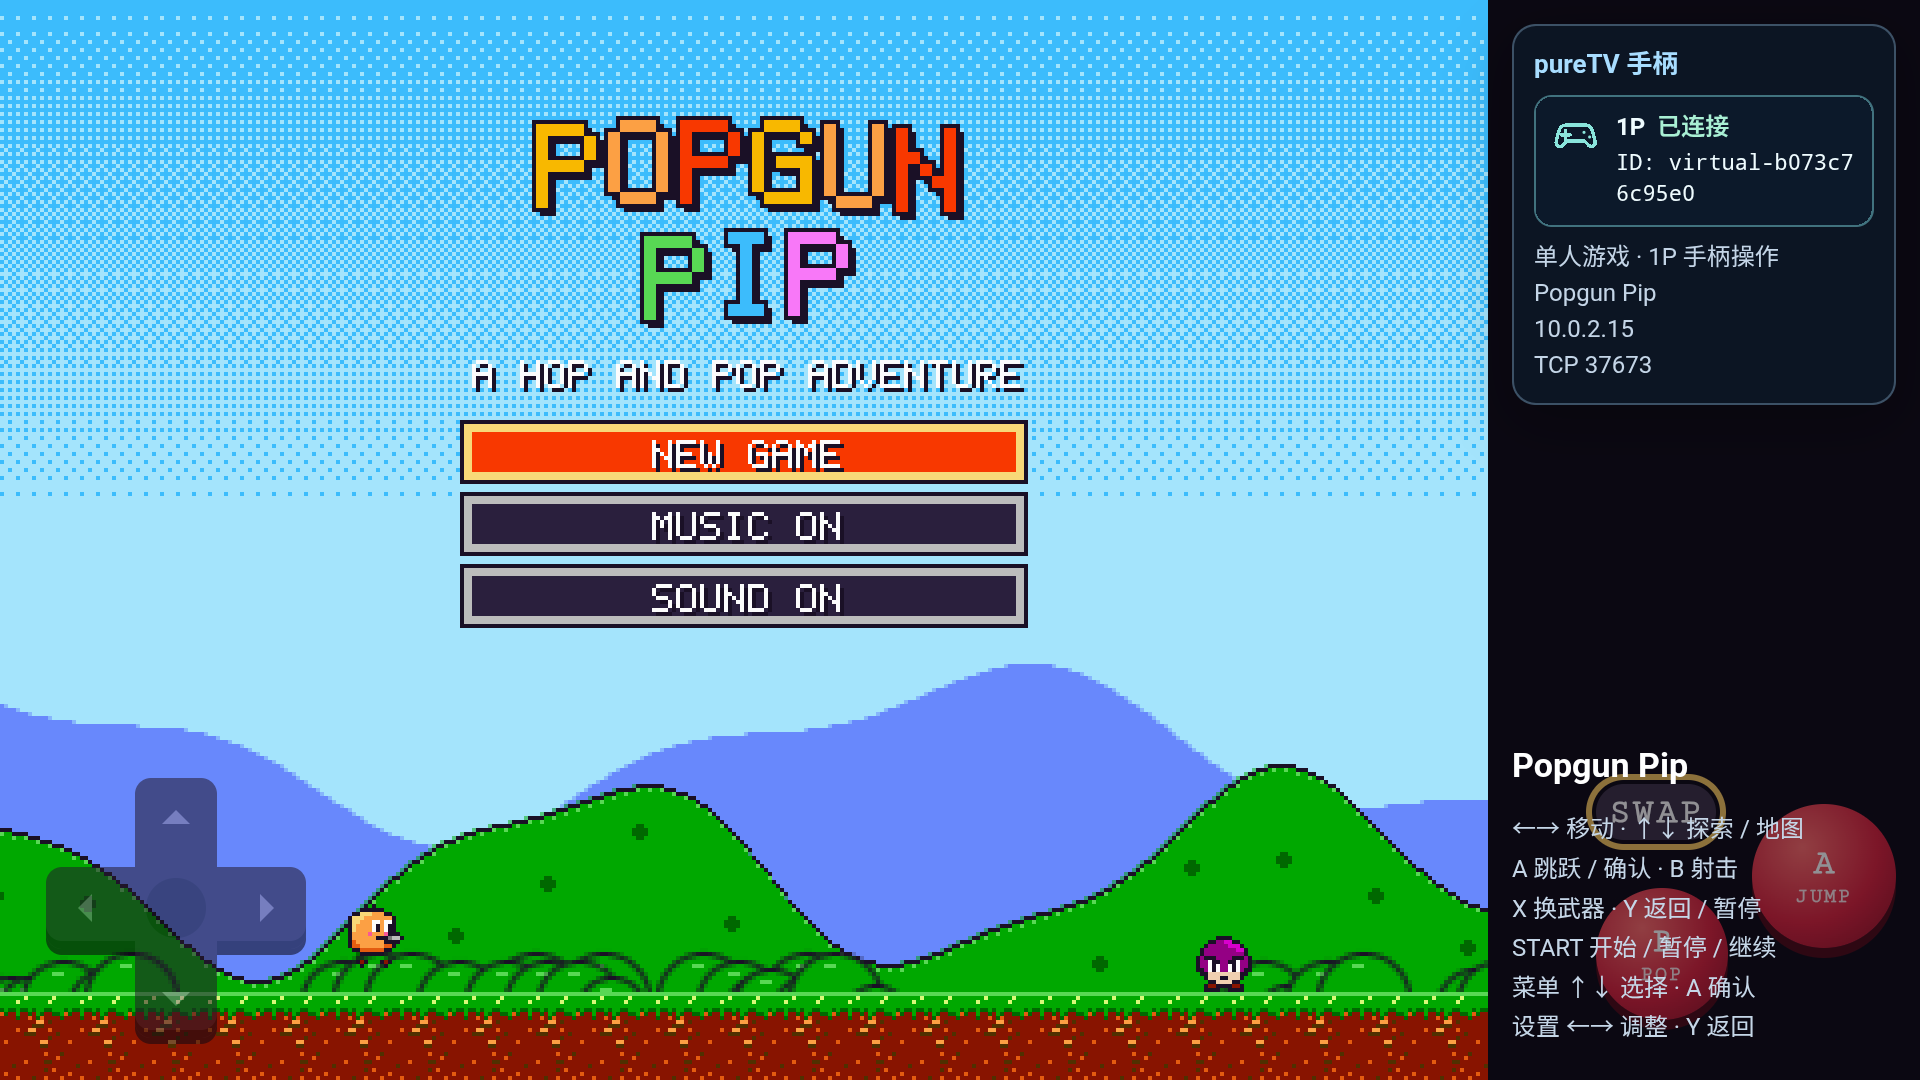 POPGUN
PIP
A HOP AND POP ADVENTURE
NEW GAME
MUSIC ON
SOUND ON
pureTV 手柄
1P 已连接
ID: virtual-b073c7
6c95e0
单人游戏 · 1P 手柄操作
Popgun Pip
10.0.2.15
TCP 37673
Popgun Pip
SWAP
←→ 移动 · ↑↓ 探索 / 地图
A 跳跃 / 确认 · B 射击
X 换武器 · Y 返回 / 暂停
START 开始 / 暂停 / 继续
菜单 ↑↓ 选择 · A 确认
设置 ←→ 调整 · Y 返回
A
JUMP
B
POP